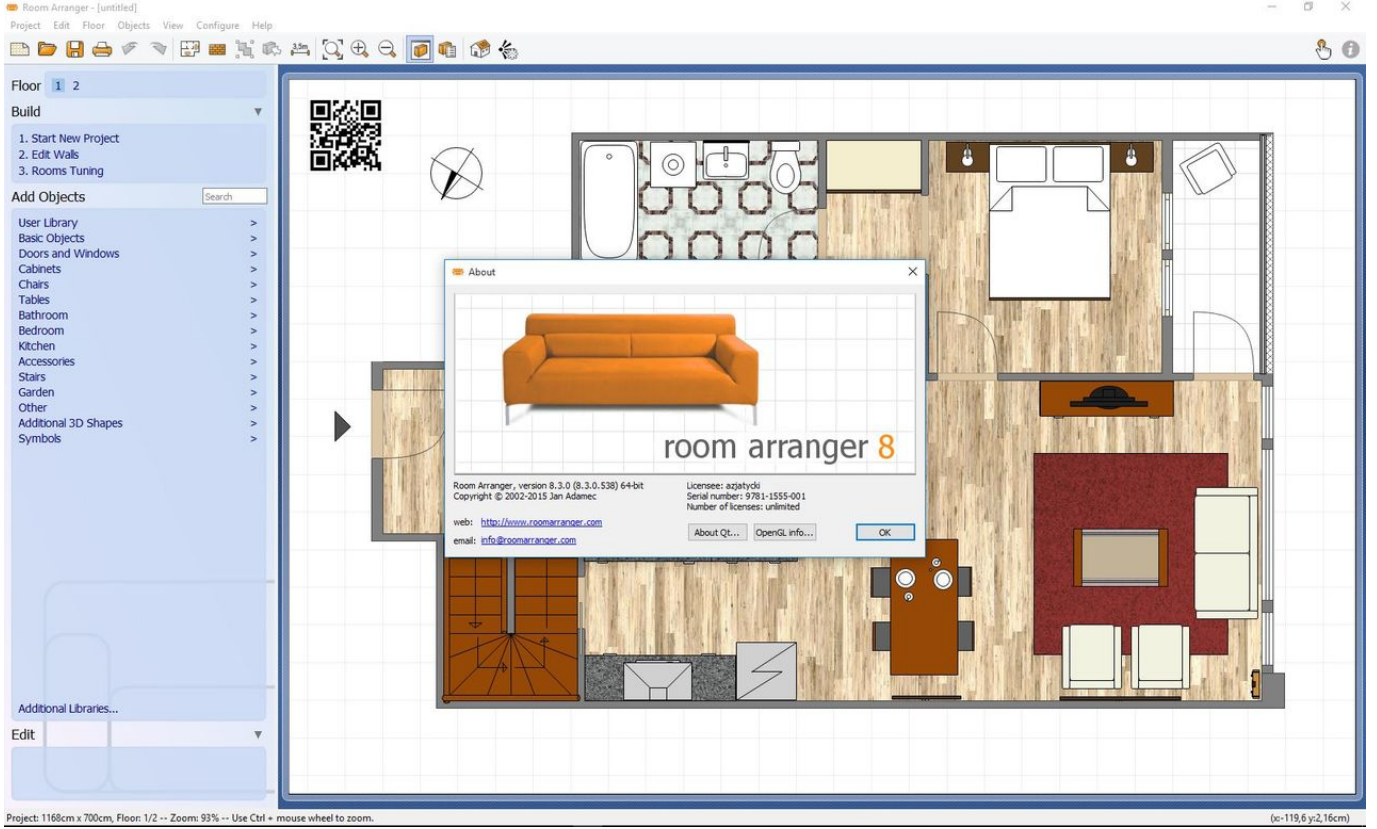 Room Arranger - [untitled]
Project Edit Floor Objects View Configure Help
3,5m
Floor 1 2
Build
1. Start New Project
2. Edit Walls
3. Rooms Tuning
Add Objects Search
User Library >
Basic Objects >
Doors and Windows >
Cabinets >
Chairs >
Tables >
Bathroom >
Bedroom >
Kitchen >
Accessories >
Stairs >
Garden >
Other >
Additional 3D Shapes >
Symbols >
Additional Libraries...
Edit
About
room arranger 8
Room Arranger, version 8.3.0 (8.3.0.538) 64-bit
Copyright © 2002-2015 Jan Adamec
web: http://www.roomarranger.com
email: info@roomarranger.com
Licensee: azjatycki
Serial number: 9781-1555-001
Number of licenses: unlimited
About Qt... OpenGL info... OK
Project: 1168cm x 700cm, Floor: 1/2 -- Zoom: 93% -- Use Ctrl + mouse wheel to zoom. (x:-119,6 y:2,16cm)